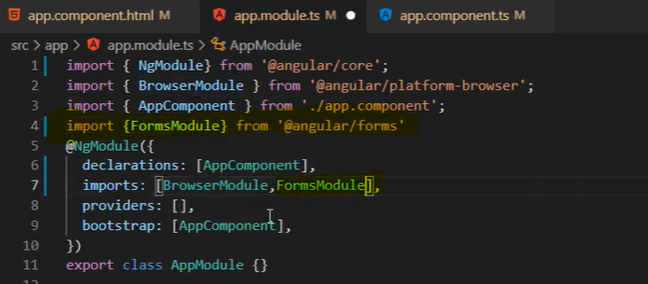 app.component.html M app.module.ts M app.component.ts M
src > app > app.module.ts > AppModule
1 import { NgModule} from '@angular/core';
2 import { BrowserModule } from '@angular/platform-browser';
3 import { AppComponent } from './app.component';
4 import {FormsModule} from '@angular/forms'
5 @NgModule({
6 declarations: [AppComponent],
7 imports: [BrowserModule,FormsModule],
8 providers: [],
9 bootstrap: [AppComponent],
10 })
11 export class AppModule {}